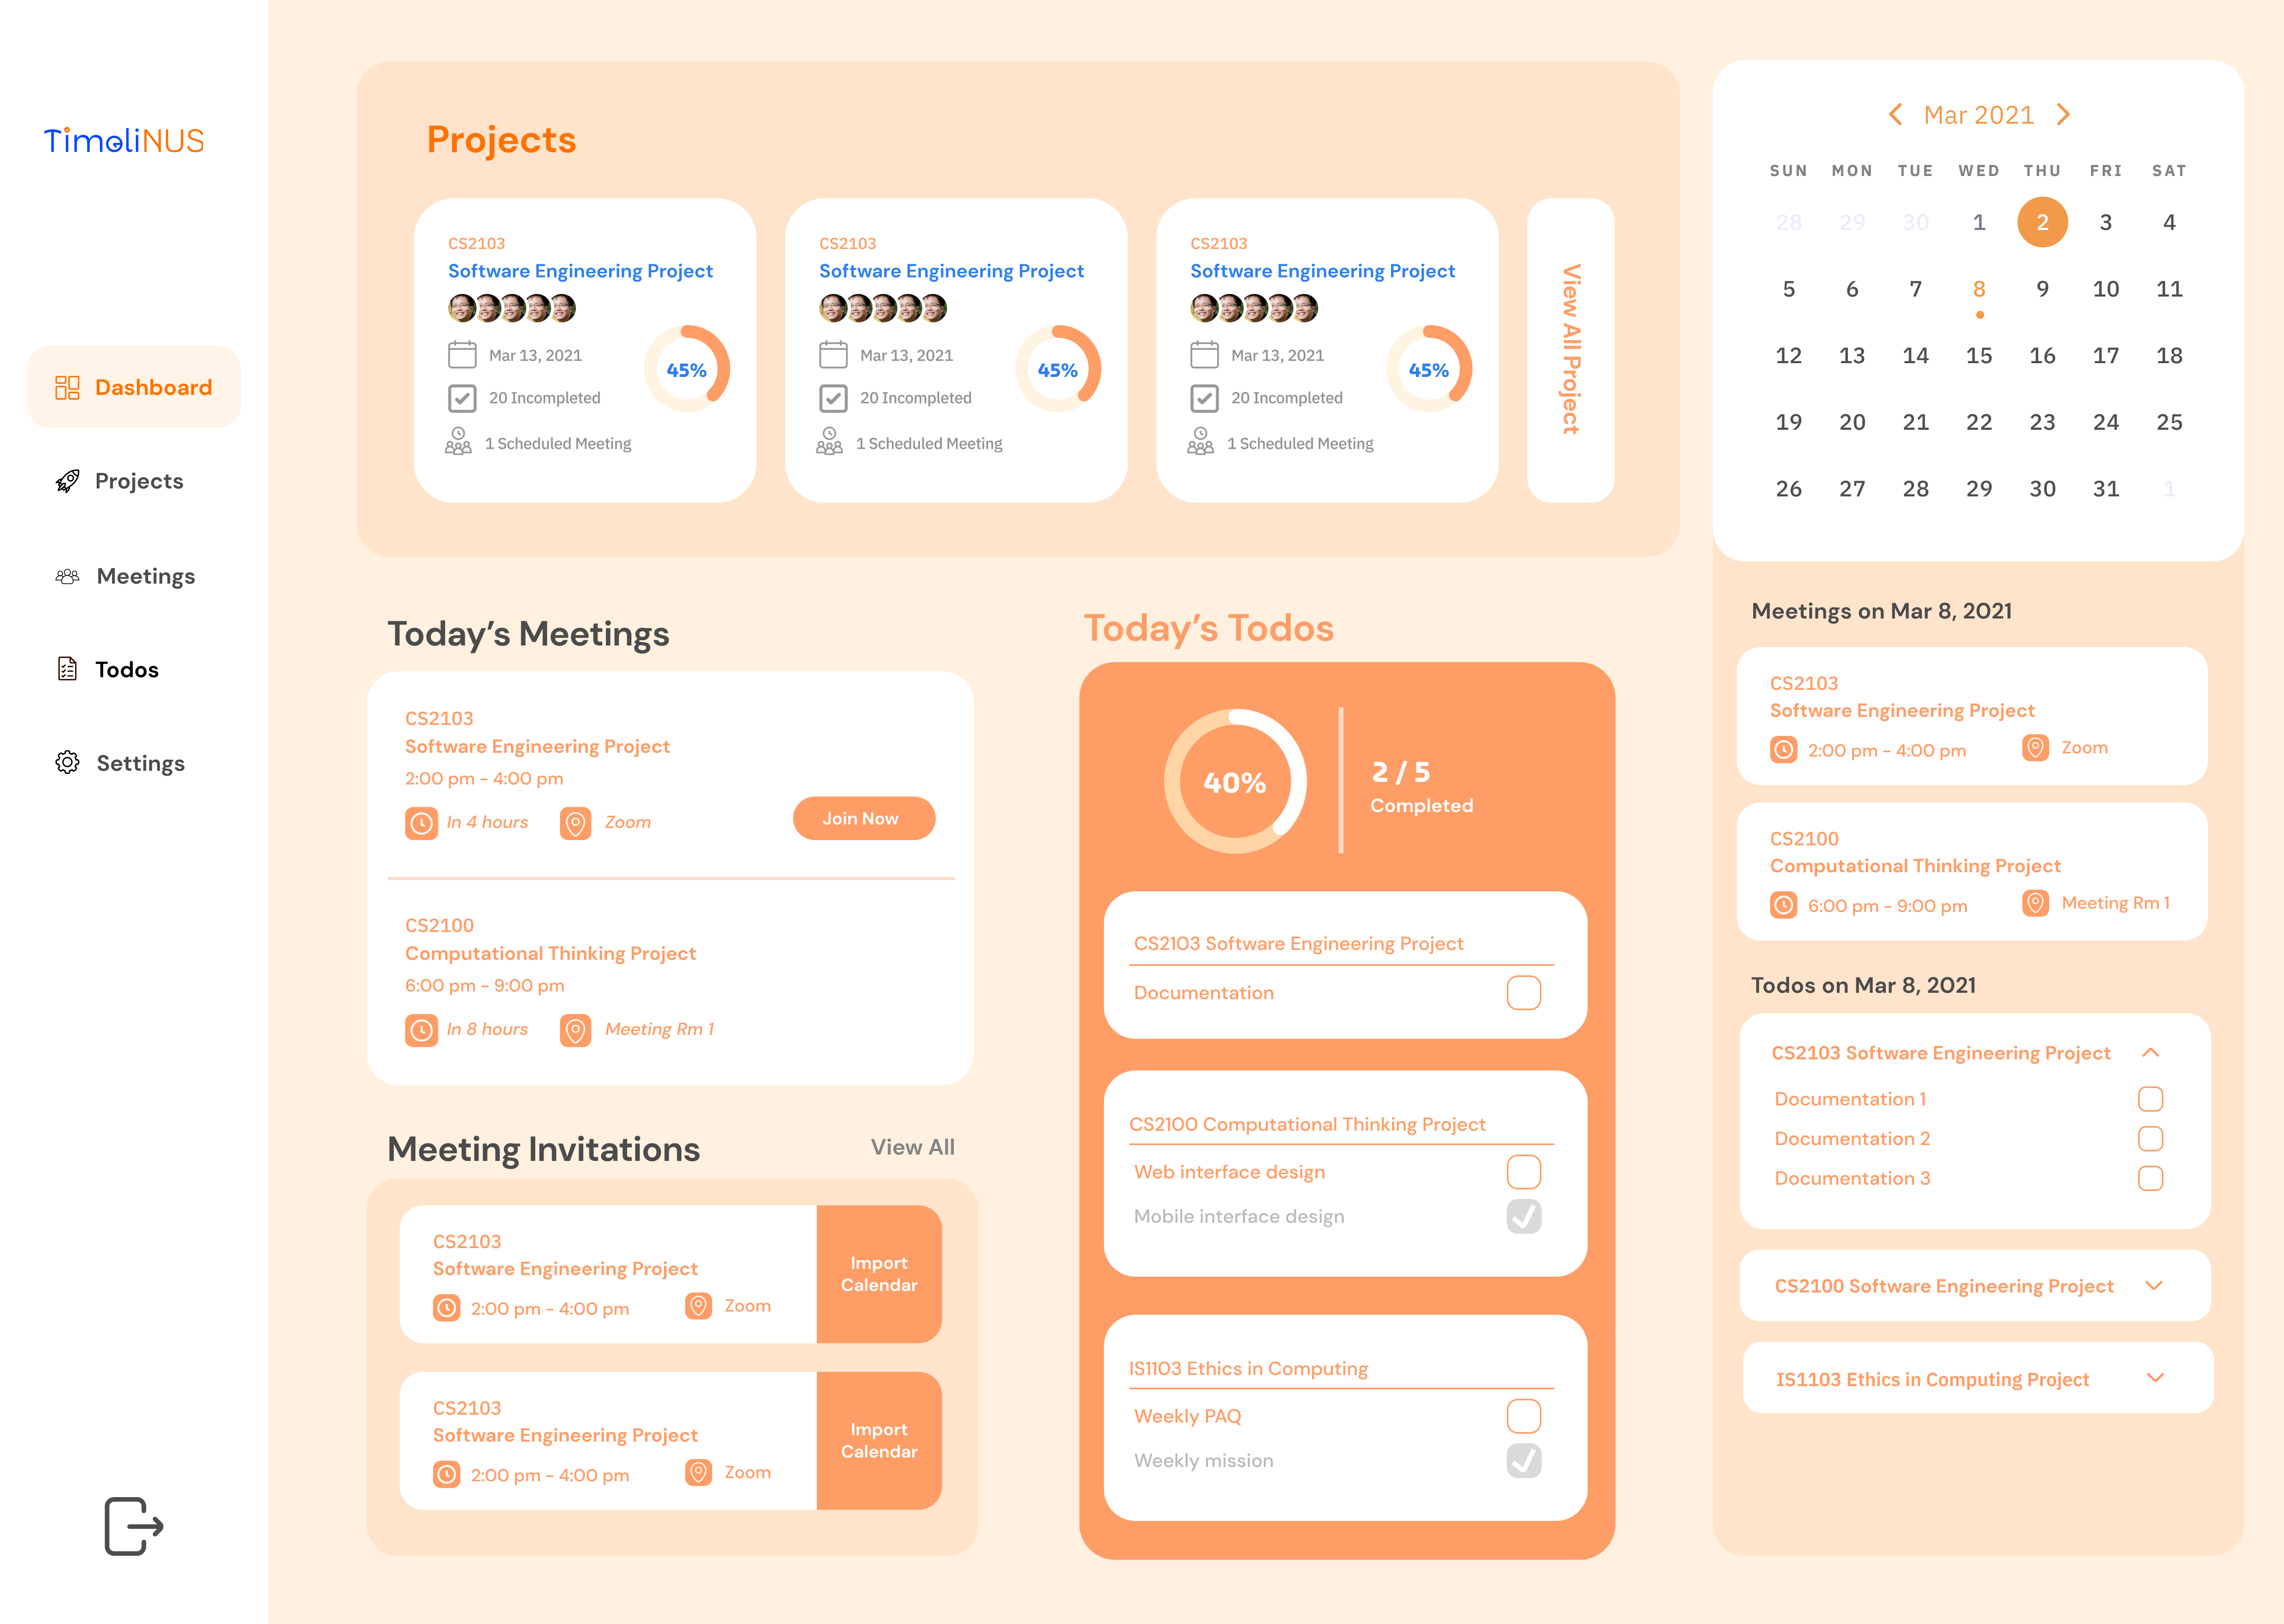 TimeliNUS
Dashboard
Projects
Meetings
Todos
Settings
Projects
CS2103
Software Engineering Project
Mar 13, 2021
20 Incompleted
1 Scheduled Meeting
45%
CS2103
Software Engineering Project
Mar 13, 2021
20 Incompleted
1 Scheduled Meeting
45%
CS2103
Software Engineering Project
Mar 13, 2021
20 Incompleted
1 Scheduled Meeting
45%
View All Project
Today’s Meetings
CS2103
Software Engineering Project
2:00 pm - 4:00 pm
In 4 hours Zoom
Join Now
CS2100
Computational Thinking Project
6:00 pm - 9:00 pm
In 8 hours Meeting Rm 1
Meeting Invitations
View All
CS2103
Software Engineering Project
2:00 pm - 4:00 pm Zoom
Import
Calendar
CS2103
Software Engineering Project
2:00 pm - 4:00 pm Zoom
Import
Calendar
Today’s Todos
40%
2 / 5
Completed
CS2103 Software Engineering Project
Documentation
CS2100 Computational Thinking Project
Web interface design
Mobile interface design
IS1103 Ethics in Computing
Weekly PAQ
Weekly mission
Mar 2021
SUN MON TUE WED THU FRI SAT
28 29 30 1 2 3 4
5 6 7 8 9 10 11
12 13 14 15 16 17 18
19 20 21 22 23 24 25
26 27 28 29 30 31 1
Meetings on Mar 8, 2021
CS2103
Software Engineering Project
2:00 pm - 4:00 pm Zoom
CS2100
Computational Thinking Project
6:00 pm - 9:00 pm Meeting Rm 1
Todos on Mar 8, 2021
CS2103 Software Engineering Project
Documentation 1
Documentation 2
Documentation 3
CS2100 Software Engineering Project
IS1103 Ethics in Computing Project